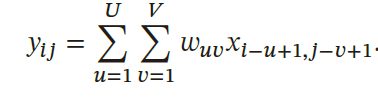 y_{ij} = \sum_{u=1}^{U} \sum_{v=1}^{V} w_{uv} x_{i-u+1,j-v+1}.